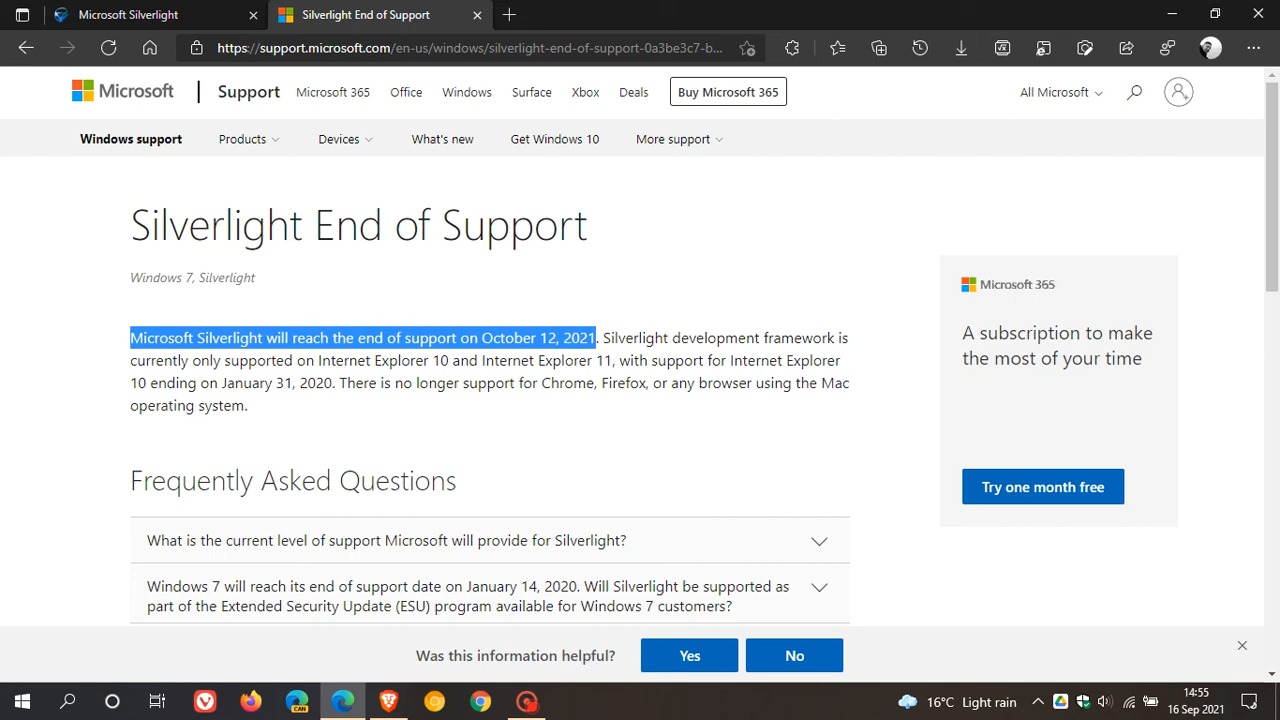 Microsoft Silverlight
Silverlight End of Support
https://support.microsoft.com/en-us/windows/silverlight-end-of-support-0a3be3c7-b...
Microsoft
Support
Microsoft 365
Office
Windows
Surface
Xbox
Deals
Buy Microsoft 365
All Microsoft
Windows support
Products
Devices
What's new
Get Windows 10
More support
Silverlight End of Support
Windows 7, Silverlight
Microsoft Silverlight will reach the end of support on October 12, 2021. Silverlight development framework is
currently only supported on Internet Explorer 10 and Internet Explorer 11, with support for Internet Explorer
10 ending on January 31, 2020. There is no longer support for Chrome, Firefox, or any browser using the Mac
operating system.
Microsoft 365
A subscription to make
the most of your time
Try one month free
Frequently Asked Questions
What is the current level of support Microsoft will provide for Silverlight?
Windows 7 will reach its end of support date on January 14, 2020. Will Silverlight be supported as
part of the Extended Security Update (ESU) program available for Windows 7 customers?
Was this information helpful?
Yes
No
CAN
16°C Light rain
14:55
16 Sep 2021